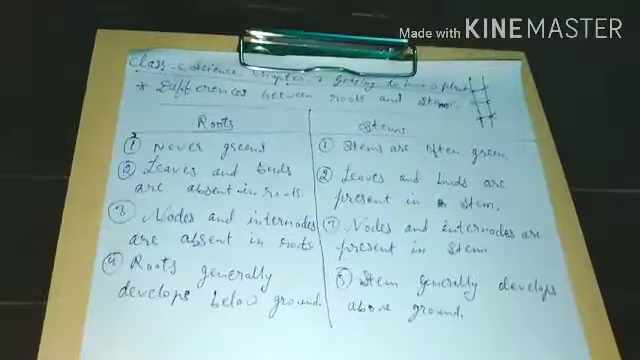 Made with KINEMASTER
Class-6 Science Chapter 7 Getting to know plant
* Differences between roots and stem.
Roots
① Never greens
② Leaves and buds
are absent in roots.
③ Nodes and internodes
are absent in roots
④ Roots generally
develops below ground.
Stems
① Stems are often green
② Leaves and buds are
present in stem.
③ Nodes and internodes are
present in stem
⑤ Stem generally develops
above ground.